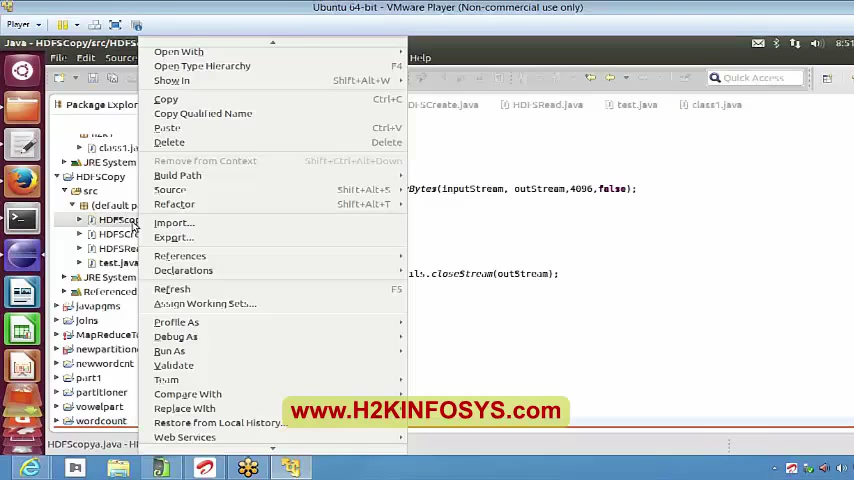 Ubuntu 64-bit - VMware Player (Non-commercial use only)
Player
Java - HDFSCopy/src/HDFS
8:51
File Edit Source
Help
Open With
Open Type Hierarchy F4
Show In Shift+Alt+W
Quick Access
Package Explor
HDFSCreate.java HDFSRead.java test.java class1.java
Copy Ctrl+C
Copy Qualified Name
Paste Ctrl+V
Delete Delete
class1.j
JRE System
Remove from Context Shift+Ctrl+Alt+Down
HDFSCopy
Build Path
src
Source Shift+Alt+S
Bytes(inputStream, outStream,4096,false);
(default p
Refactor Shift+Alt+T
HDFScop
Import...
HDFSCre
Export...
HDFSRea
References
test.java
Declarations
JRE System
ils.closeStream(outStream);
Referenced
Refresh F5
javapgms
Assign Working Sets...
joins
Profile As
MapReduceTo
Debug As
newpartition
Run As
newwordcnt
Validate
part1
Team
partitioner
Compare With
vowelpart
Replace With
www.H2KINFOSYS.com
wordcount
Restore from Local History...
Web Services
HDFScopya.java - H